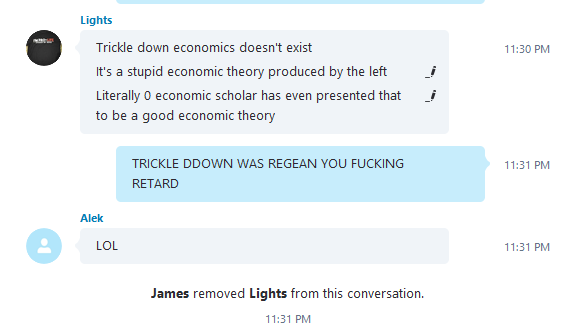 Lights
Trickle down economics doesn't exist
11:30 PM
It's a stupid economic theory produced by the left
Literally 0 economic scholar has even presented that
to be a good economic theory
TRICKLE DDOWN WAS REGEAN YOU FUCKING
RETARD
11:31 PM
Alek
LOL
11:31 PM
James removed Lights from this conversation.
11:31 PM